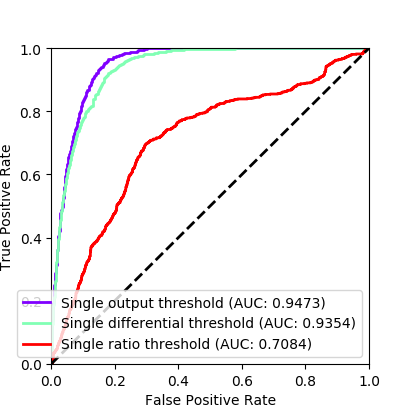 1.0
0.8
0.6
0.4
0.2
0.0
True Positive Rate
Single output threshold (AUC: 0.9473)
Single differential threshold (AUC: 0.9354)
Single ratio threshold (AUC: 0.7084)
0.0 0.2 0.4 0.6 0.8 1.0
False Positive Rate